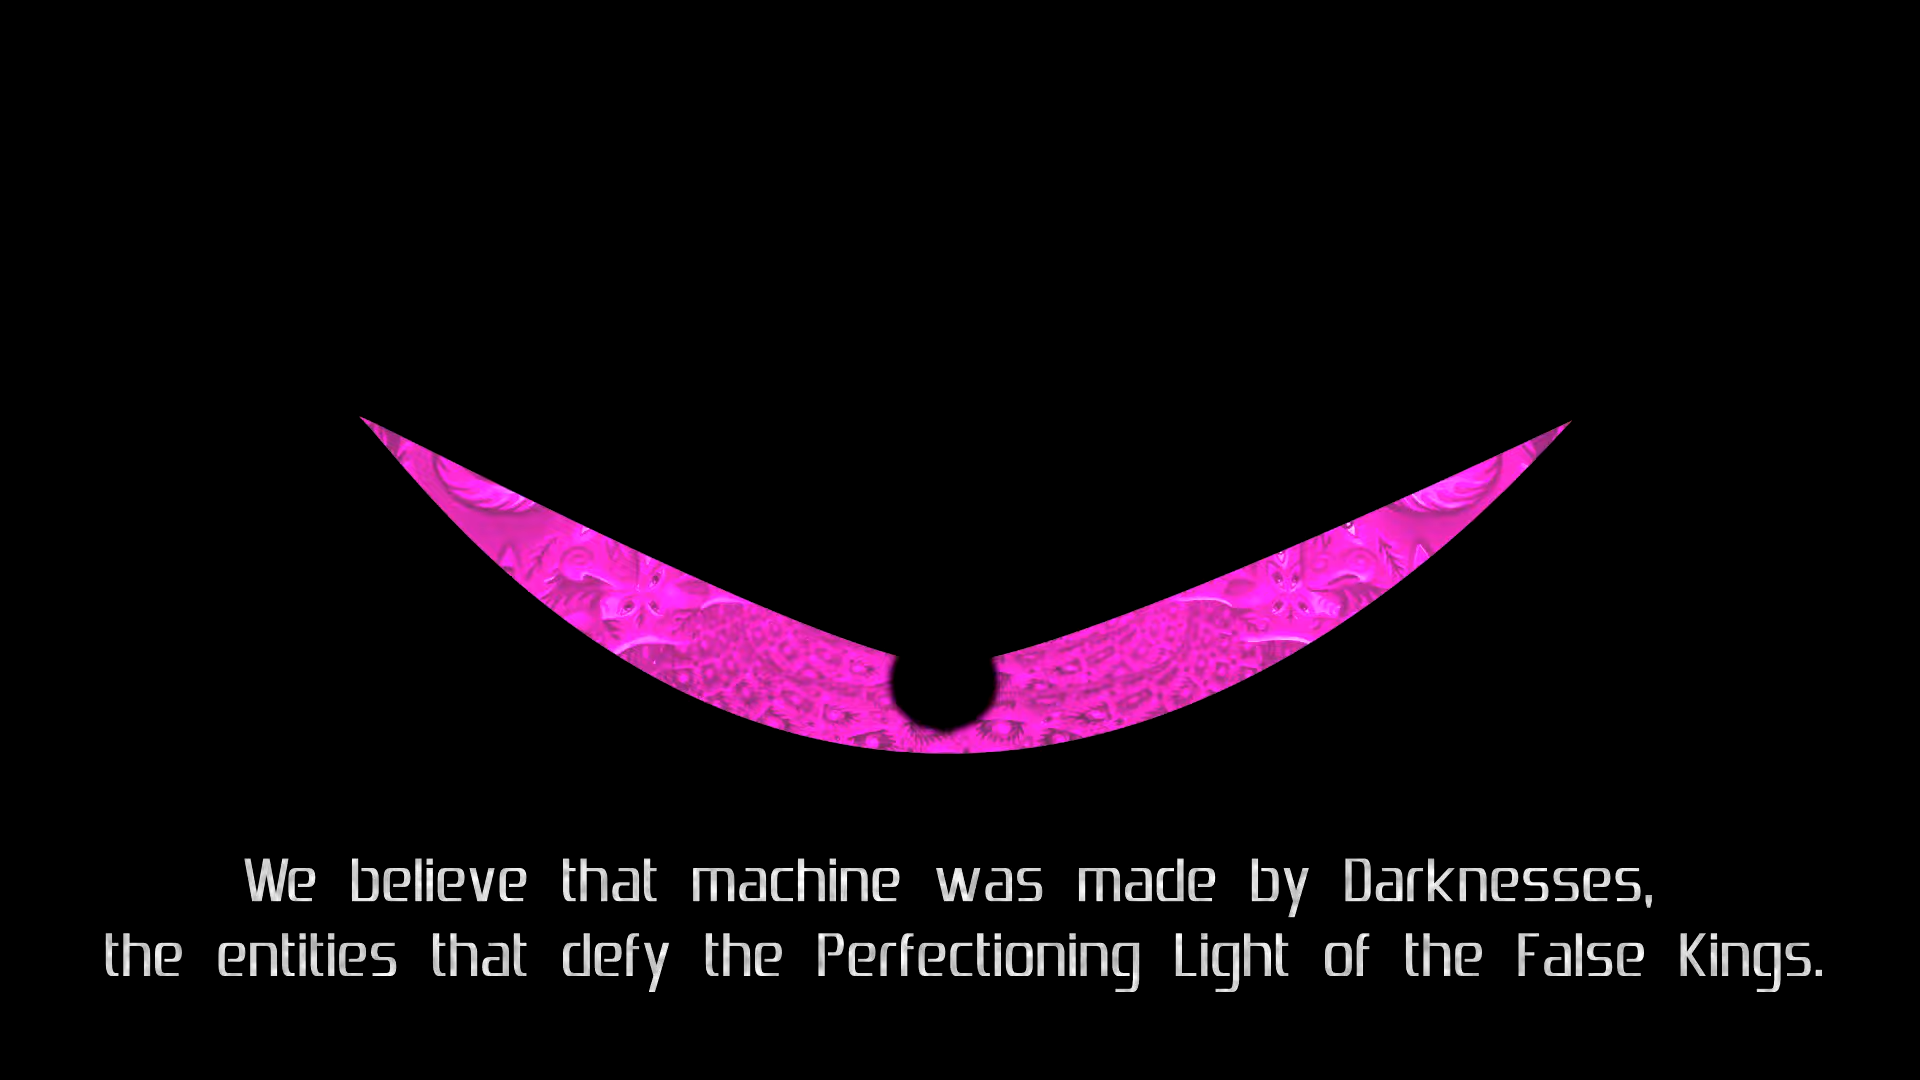 We believe that machine was made by Darknesses,
the entities that defy the Perfectioning Light of the False Kings.